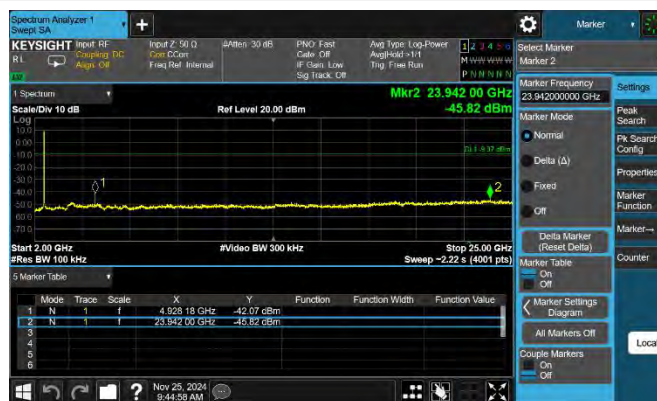 Spectrum Analyzer 1
Swept SA
+
KEYSIGHT
Input: RF
Coupling: DC
Align: Off
Input Z: 50 Ω
Corr CCorr
Freq Ref: Internal
#Atten: 30 dB
PNO: Fast
Gate: Off
IF Gain: Low
Sig Track: Off
Avg Type: Log-Power
Avg|Hold:>1/1
Trig: Free Run
1 2 3 4 5 6
M W W W W W
P N N N N N
1 Spectrum
Scale/Div 10 dB
Ref Level 20.00 dBm
Mkr2 23.942 00 GHz
-45.82 dBm
Log
10.0
0.00
-10.0
-20.0
-30.0
-40.0
-50.0
-60.0
-70.0
1
2
Start 2.00 GHz
#Res BW 100 kHz
#Video BW 300 kHz
Stop 25.00 GHz
Sweep ~2.22 s (4001 pts)
5 Marker Table
Mode Trace Scale X Y Function Function Width Function Value
1 N 1 f 4.928 18 GHz -42.07 dBm
2 N 1 f 23.942 00 GHz -45.82 dBm
3
4
5
6
?
Nov 25, 2024
9:44:58 AM
Marker
Select Marker
Marker 2
Marker Frequency
23.942000000 GHz
Marker Mode
Normal
Delta (Δ)
Fixed
Off
Delta Marker
(Reset Delta)
Marker Table
On
Off
Marker Settings
Diagram
All Markers Off
Couple Markers
On
Off
Settings
Peak
Search
Pk Search
Config
Properties
Marker
Function
Marker→
Counter
Loca